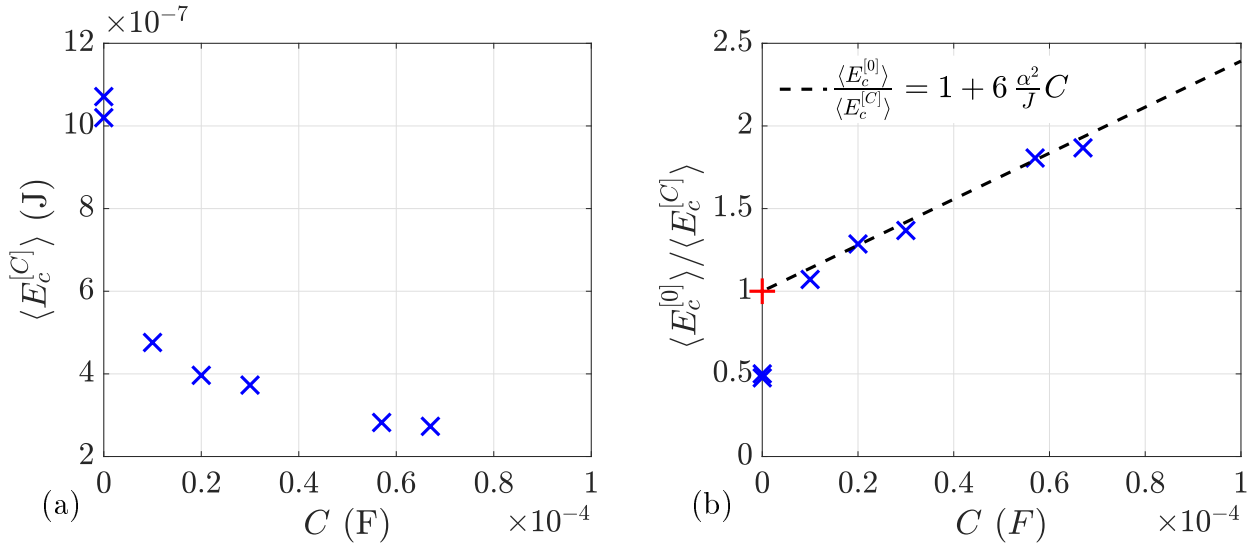 ×10⁻⁷
12
10
8
6
4
2
⟨E_c^{[C]}⟩ (J)
0 0.2 0.4 0.6 0.8 1
C (F)
×10⁻⁴
(a)
2.5
2
1.5
1
0.5
0
⟨E_c^{[0]}⟩/⟨E_c^{[C]}⟩
⟨E_c^{[0]}⟩/⟨E_c^{[C]}⟩ = 1 + 6 α²/J C
0 0.2 0.4 0.6 0.8 1
C (F)
×10⁻⁴
(b)